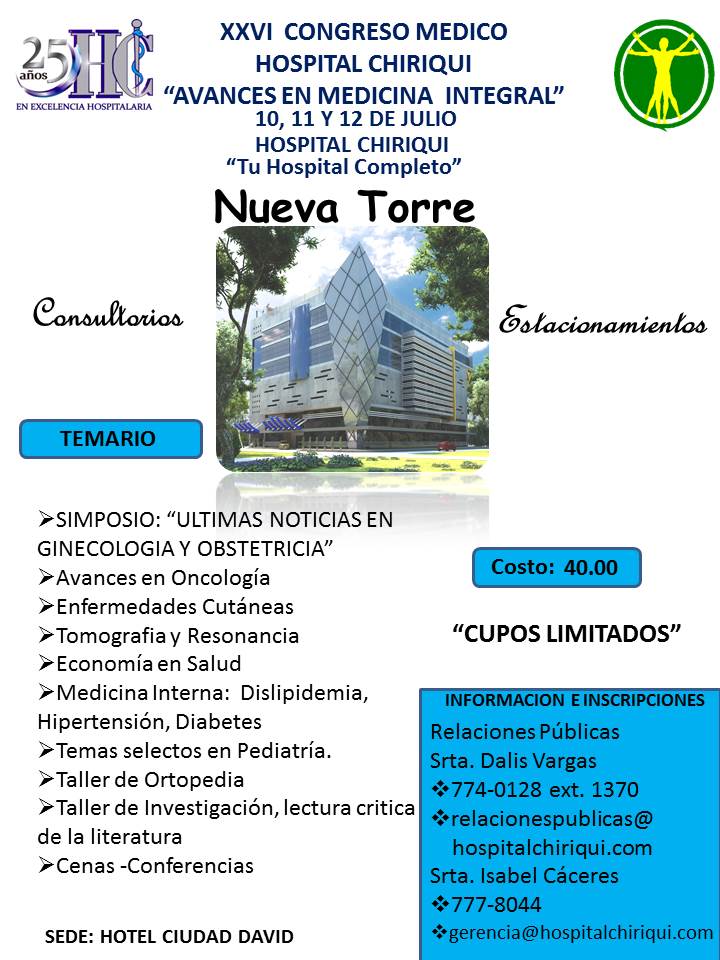 25 HC
años
EN EXCELENCIA HOSPITALARIA
XXVI CONGRESO MEDICO
HOSPITAL CHIRIQUI
“AVANCES EN MEDICINA INTEGRAL”
10, 11 Y 12 DE JULIO
HOSPITAL CHIRIQUI
“Tu Hospital Completo”
Nueva Torre
Consultorios
Estacionamientos
TEMARIO
➢SIMPOSIO: “ULTIMAS NOTICIAS EN
GINECOLOGIA Y OBSTETRICIA”
➢Avances en Oncología
➢Enfermedades Cutáneas
➢Tomografia y Resonancia
➢Economía en Salud
➢Medicina Interna: Dislipidemia,
Hipertensión, Diabetes
➢Temas selectos en Pediatría.
➢Taller de Ortopedia
➢Taller de Investigación, lectura critica
de la literatura
➢Cenas -Conferencias
SEDE: HOTEL CIUDAD DAVID
Costo: 40.00
“CUPOS LIMITADOS”
INFORMACION E INSCRIPCIONES
Relaciones Públicas
Srta. Dalis Vargas
❖774-0128 ext. 1370
❖relacionespublicas@
hospitalchiriqui.com
Srta. Isabel Cáceres
❖777-8044
❖gerencia@hospitalchiriqui.com